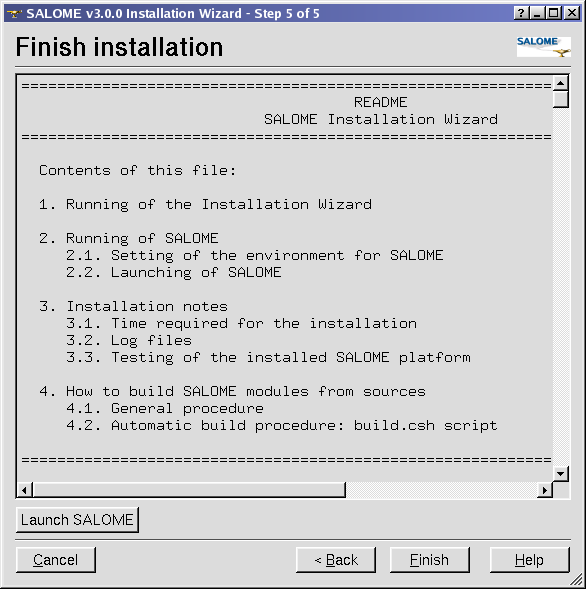 SALOME v3.0.0 Installation Wizard - Step 5 of 5
Finish installation
SALOME
===========================================================
README
SALOME Installation Wizard
===========================================================
Contents of this file:
1. Running of the Installation Wizard
2. Running of SALOME
2.1. Setting of the environment for SALOME
2.2. Launching of SALOME
3. Installation notes
3.1. Time required for the installation
3.2. Log files
3.3. Testing of the installed SALOME platform
4. How to build SALOME modules from sources
4.1. General procedure
4.2. Automatic build procedure: build.csh script
===========================================================
Launch SALOME
Cancel
< Back
Finish
Help